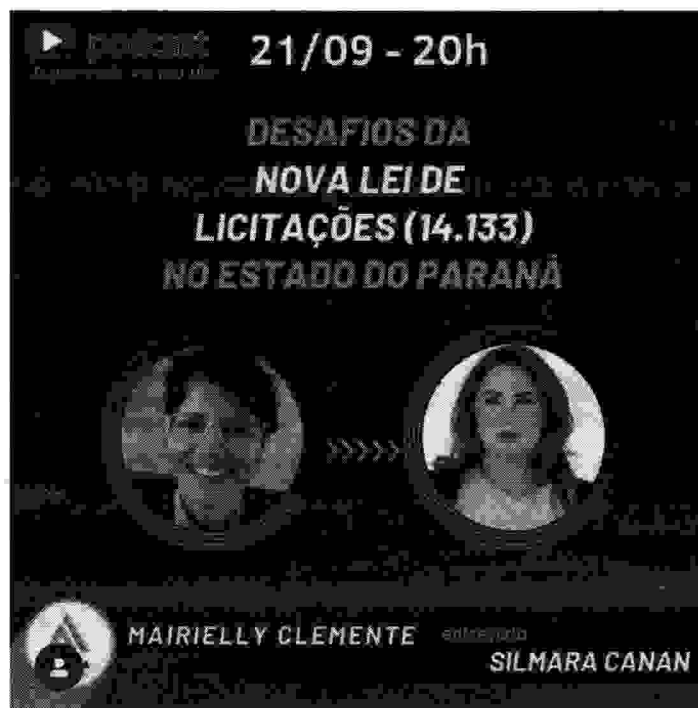 podcast 21/09 - 20h
DESAFIOS DA
NOVA LEI DE
LICITAÇÕES (14.133)
NO ESTADO DO PARANÁ
MAIRIELLY CLEMENTE entrevista
SILMARA CANAN